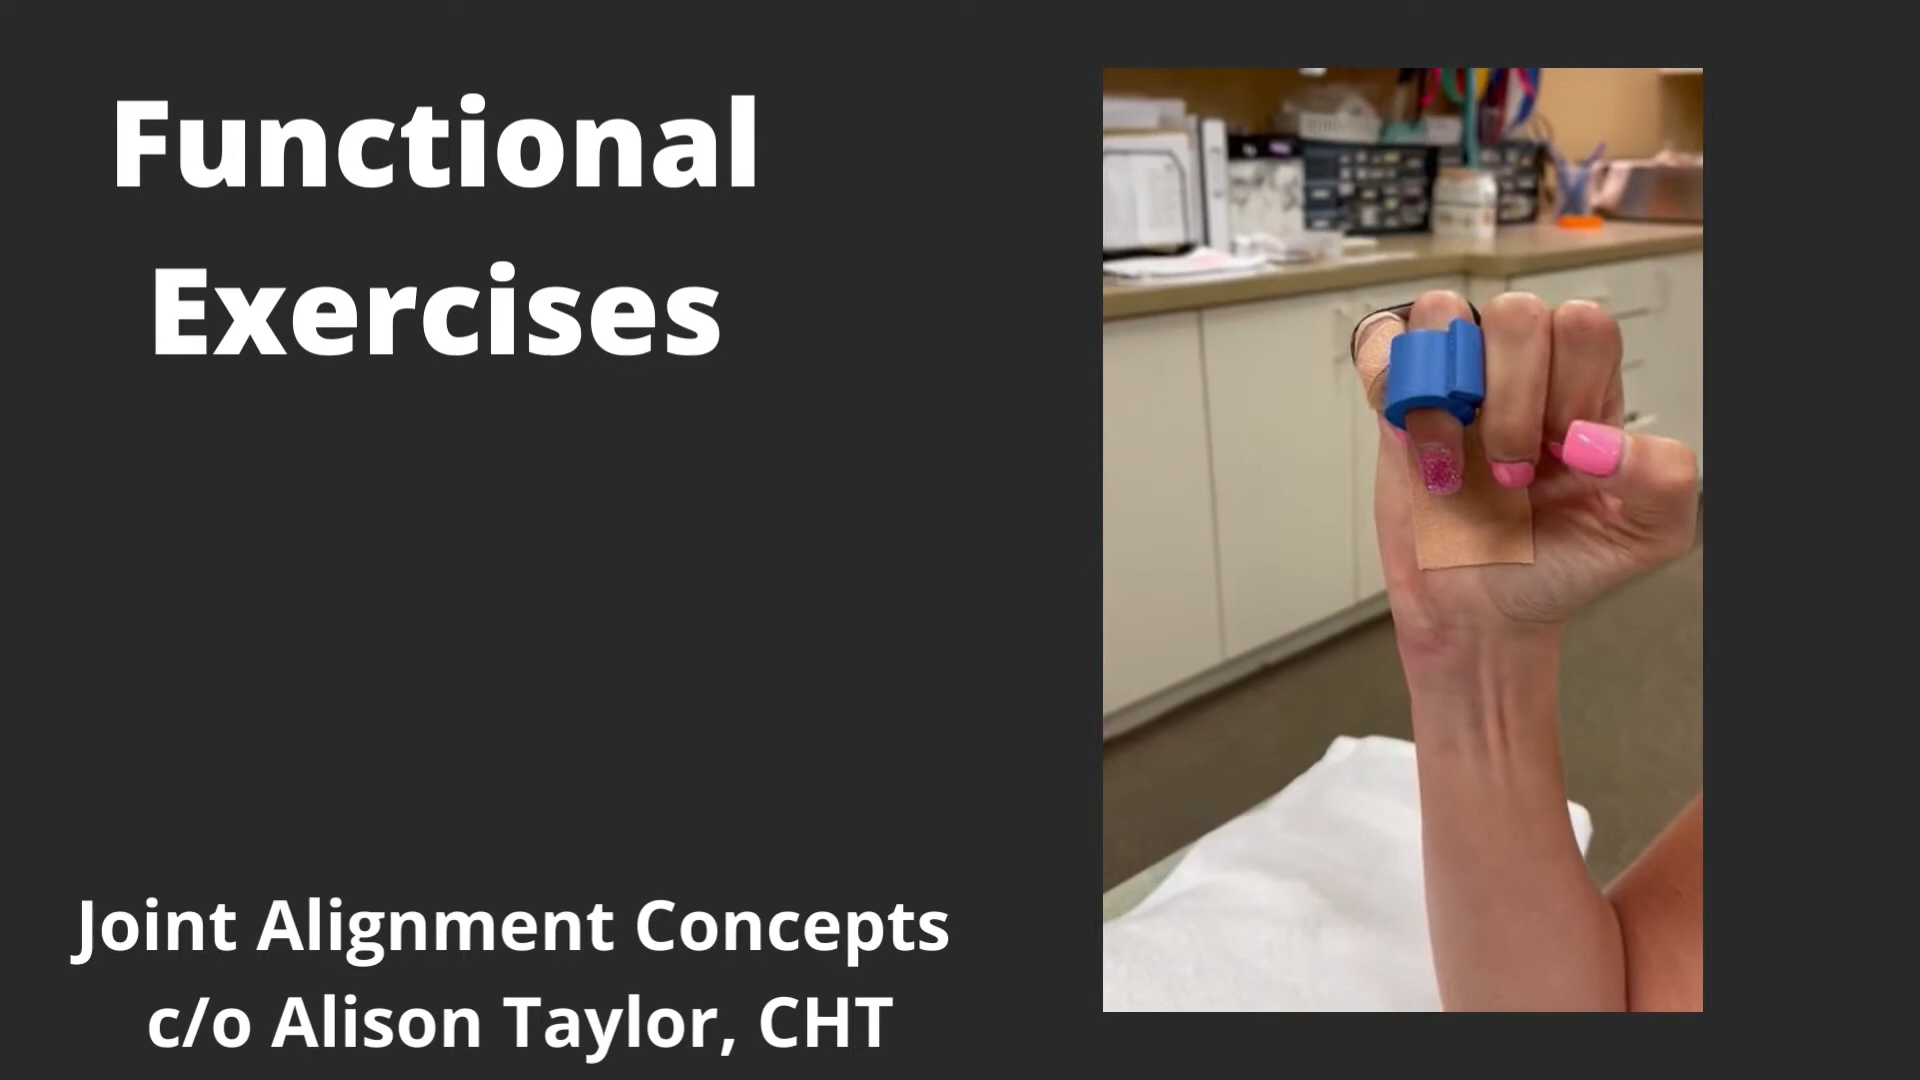 Functional
Exercises
Joint Alignment Concepts
c/o Alison Taylor, CHT